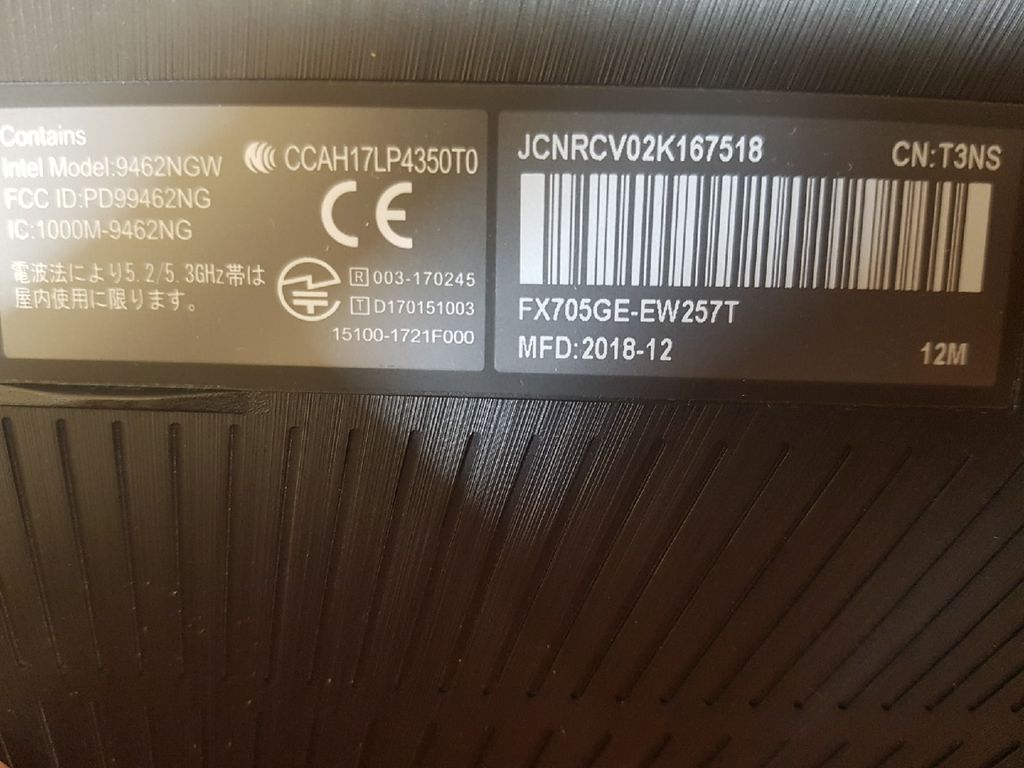 Contains
Intel Model:9462NGW
FCC ID:PD99462NG
IC:1000M-9462NG
CCAH17LP4350T0
CE
電波法により5.2/5.3GHz帯は
屋内使用に限ります。
R 003-170245
T D170151003
15100-1721F000
JCNRCV02K167518
CN:T3NS
FX705GE-EW257T
MFD:2018-12
12M